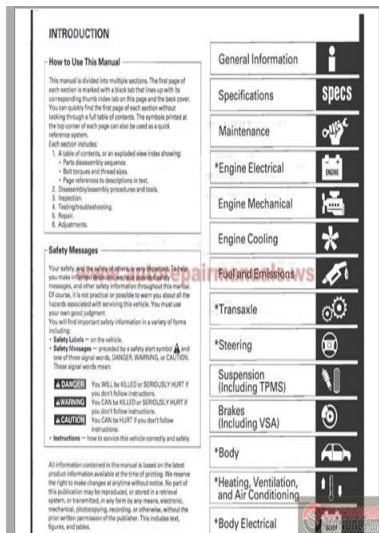 INTRODUCTION
How to Use This Manual
This manual is divided into multiple sections. The first page of
each section is marked with a black tab that lines up with its
corresponding thumb index tab on this page and the back cover.
You can quickly find the first page of each section without
looking through a full table of contents. The symbols printed at
the top corner of each page can also be used as a quick
reference system.
Each section includes:
1. A table of contents, or an exploded view index showing:
• Parts disassembly sequence.
• Bolt torques and thread sizes.
• Page references to descriptions in text.
2. Disassembly/assembly procedures and tools.
3. Inspection.
4. Testing/troubleshooting.
5. Repair.
6. Adjustments.
Safety Messages
Your safety, and the safety of others, is very important. To help
you make informed decisions, we have provided safety
messages, and other safety information throughout this manual.
Of course, it is not practical or possible to warn you about all the
hazards associated with servicing this vehicle. You must use
your own good judgment.
You will find important safety information in a variety of forms
including:
• Safety Labels — on the vehicle.
• Safety Messages — preceded by a safety alert symbol and
one of three signal words, DANGER, WARNING, or CAUTION.
These signal words mean:
DANGER You WILL be KILLED or SERIOUSLY HURT if
you don't follow instructions.
WARNING You CAN be KILLED or SERIOUSLY HURT if
you don't follow instructions.
CAUTION You CAN be HURT if you don't follow
instructions.
• Instructions — how to service this vehicle correctly and safely.
All information contained in this manual is based on the latest
product information available at the time of printing. We reserve
the right to make changes at anytime without notice. No part of
this publication may be reproduced, or stored in a retrieval
system, or transmitted, in any form by any means, electronic,
mechanical, photocopying, recording, or otherwise, without the
prior written permission of the publisher. This includes text,
figures, and tables.
General Information
Specifications
specs
Maintenance
*Engine Electrical
ENGINE
Engine Mechanical
Engine Cooling
Fuel and Emissions
*Transaxle
*Steering
Suspension
(Including TPMS)
Brakes
(Including VSA)
*Body
*Heating, Ventilation,
and Air Conditioning
*Body Electrical